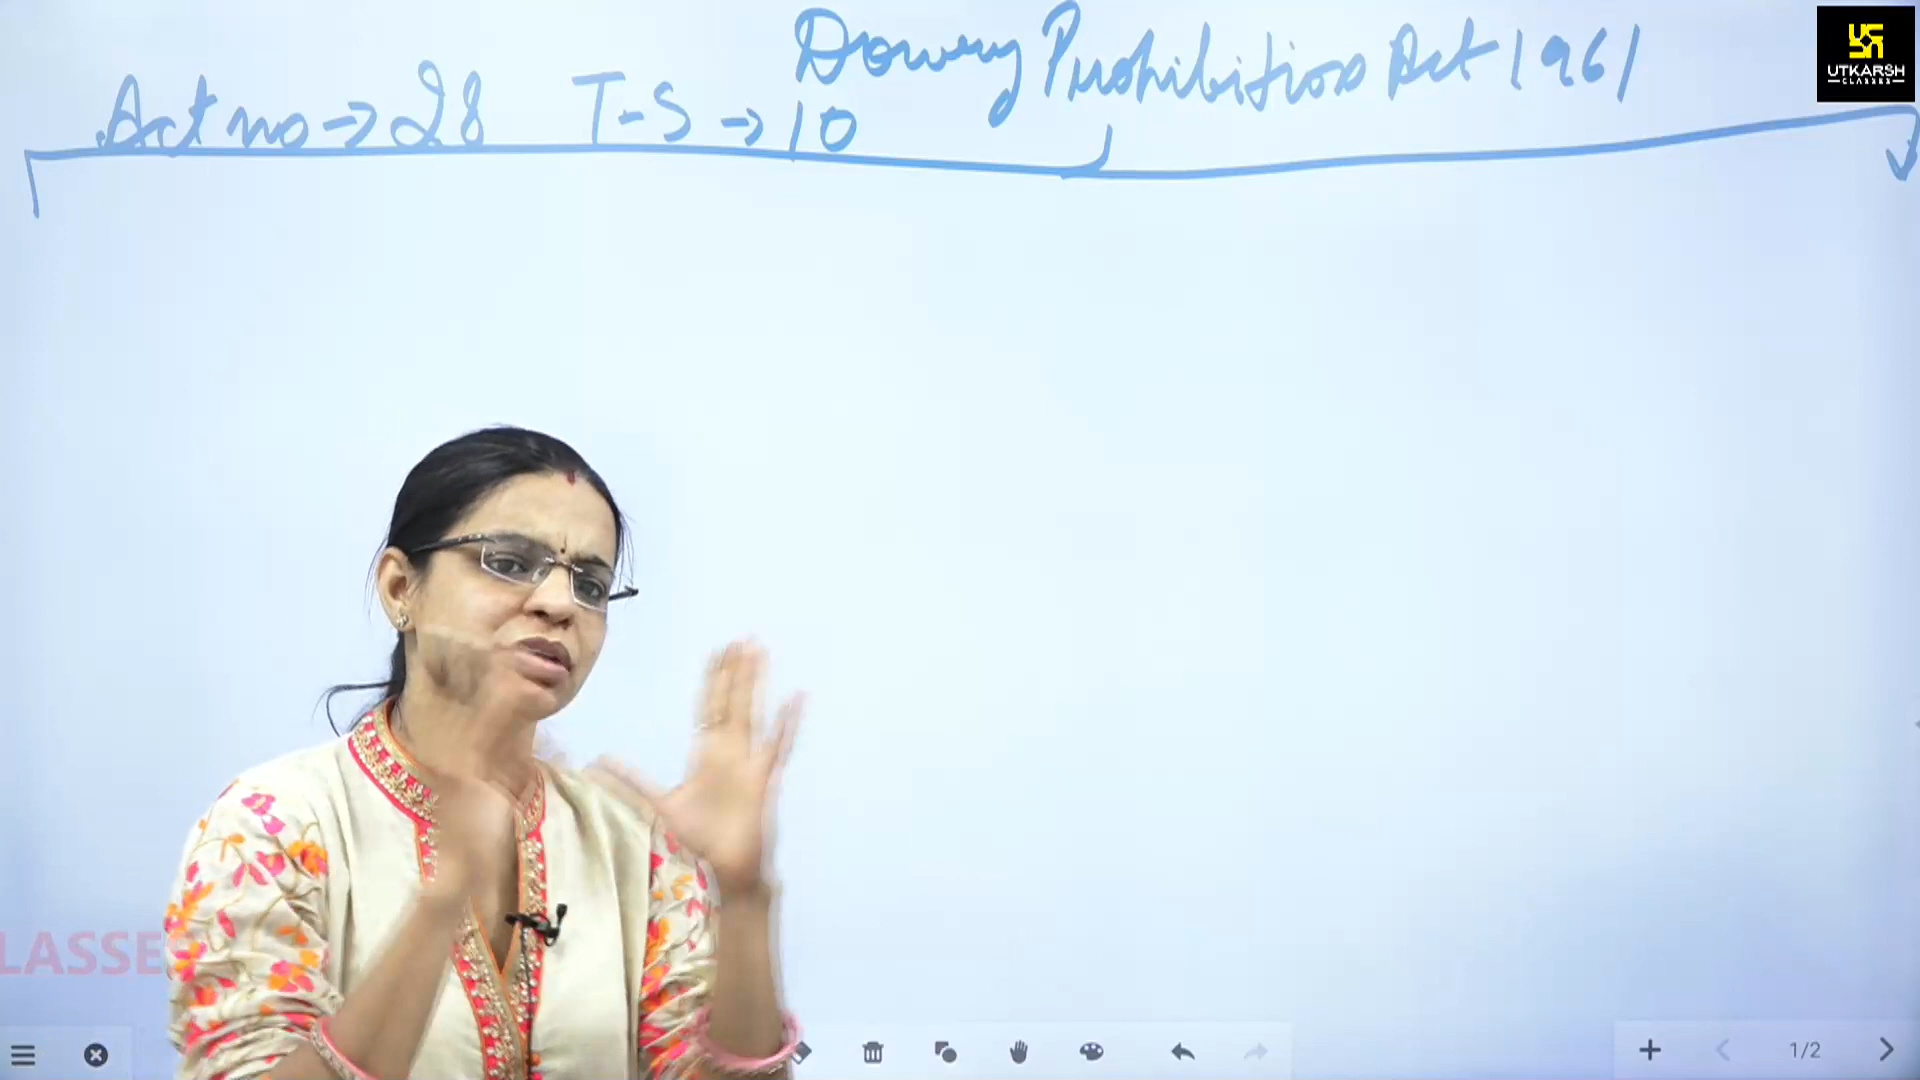 Dowry Prohibition Act 1961
Act no → 28 T-S → 10
UTKARSH
CLASSES
LASSE
1/2